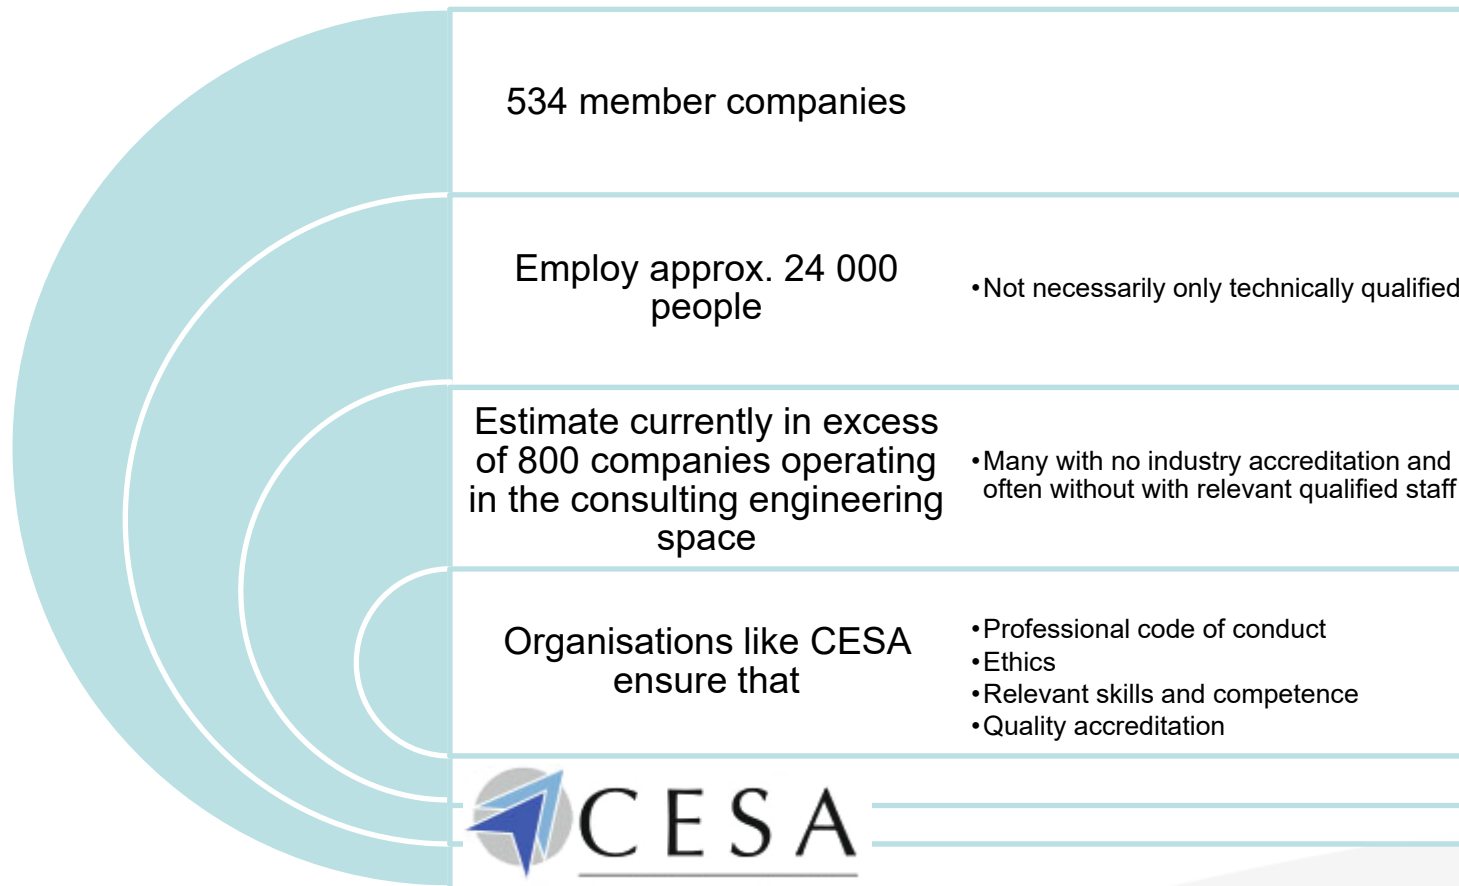 534 member companies
Employ approx. 24 000
people
•Not necessarily only technically qualified
Estimate currently in excess
of 800 companies operating
in the consulting engineering
space
•Many with no industry accreditation and
often without with relevant qualified staff
Organisations like CESA
ensure that
•Professional code of conduct
•Ethics
•Relevant skills and competence
•Quality accreditation
CESA